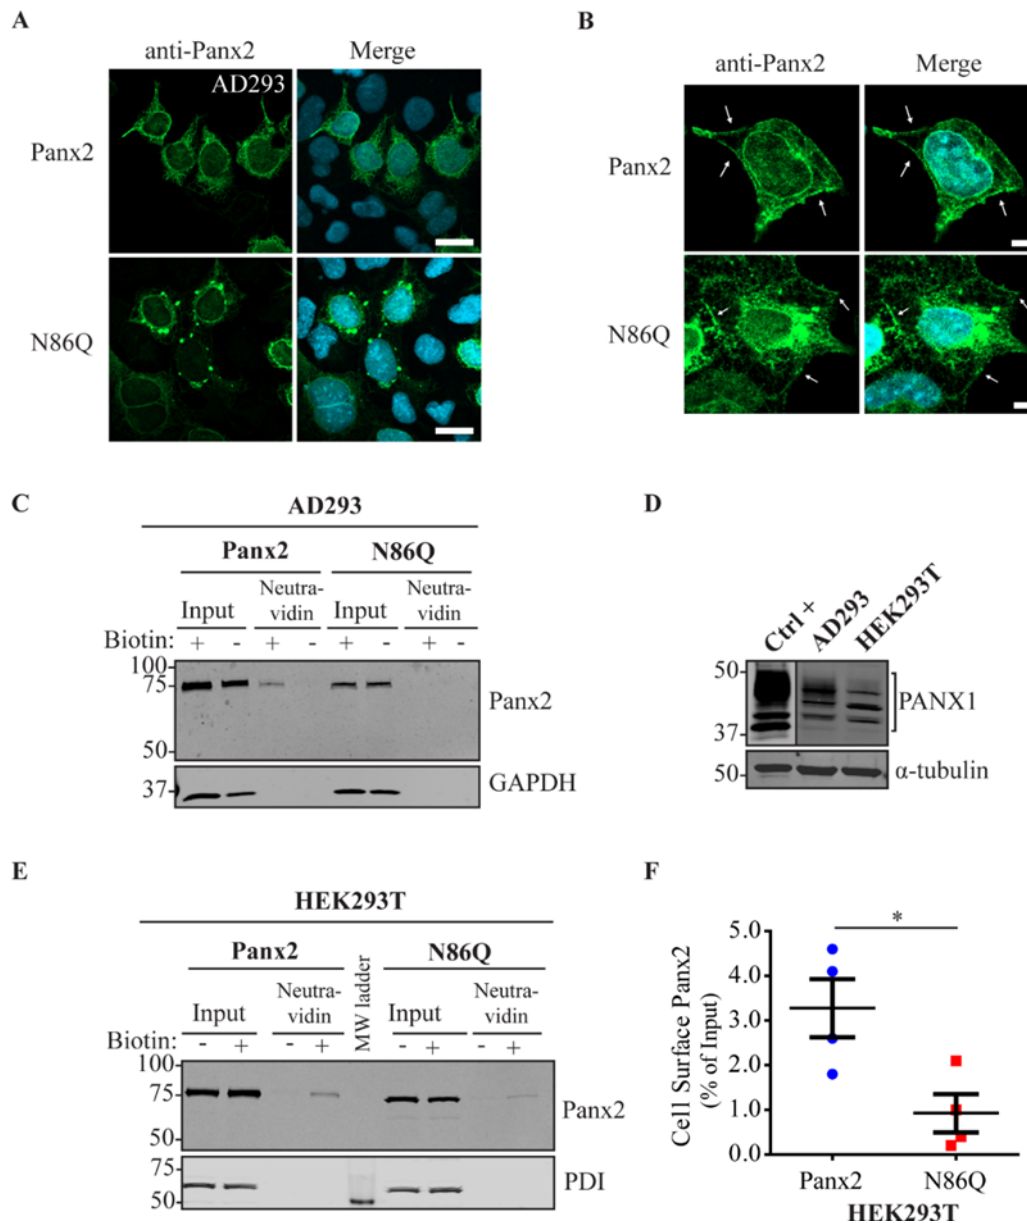 A
anti-Panx2 Merge
AD293
Panx2
N86Q
B
anti-Panx2 Merge
Panx2
N86Q
C
AD293
Panx2 N86Q
Input Neutra-vidin Input Neutra-vidin
Biotin: + - + - + - + -
100
75
50
Panx2
37
GAPDH
D
Ctrl + AD293 HEK293T
50
37
PANX1
50
α-tubulin
E
HEK293T
Panx2 MW ladder N86Q
Input Neutra-vidin Input Neutra-vidin
Biotin: - + - + - + - +
100
75
50
Panx2
75
50
PDI
F
*
5.0
4.0
3.0
2.0
1.0
0.0
Cell Surface Panx2
(% of Input)
Panx2 N86Q
HEK293T